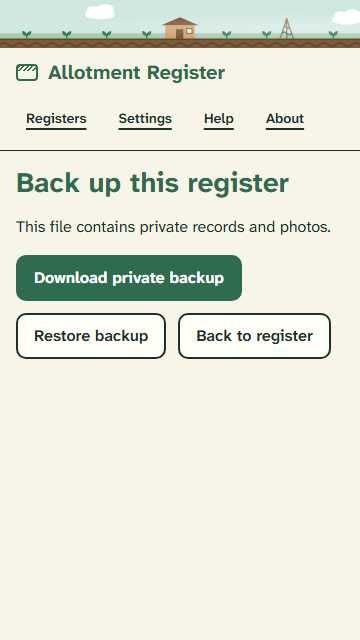 Allotment Register
Registers Settings Help About
Back up this register
This file contains private records and photos.
Download private backup
Restore backup Back to register